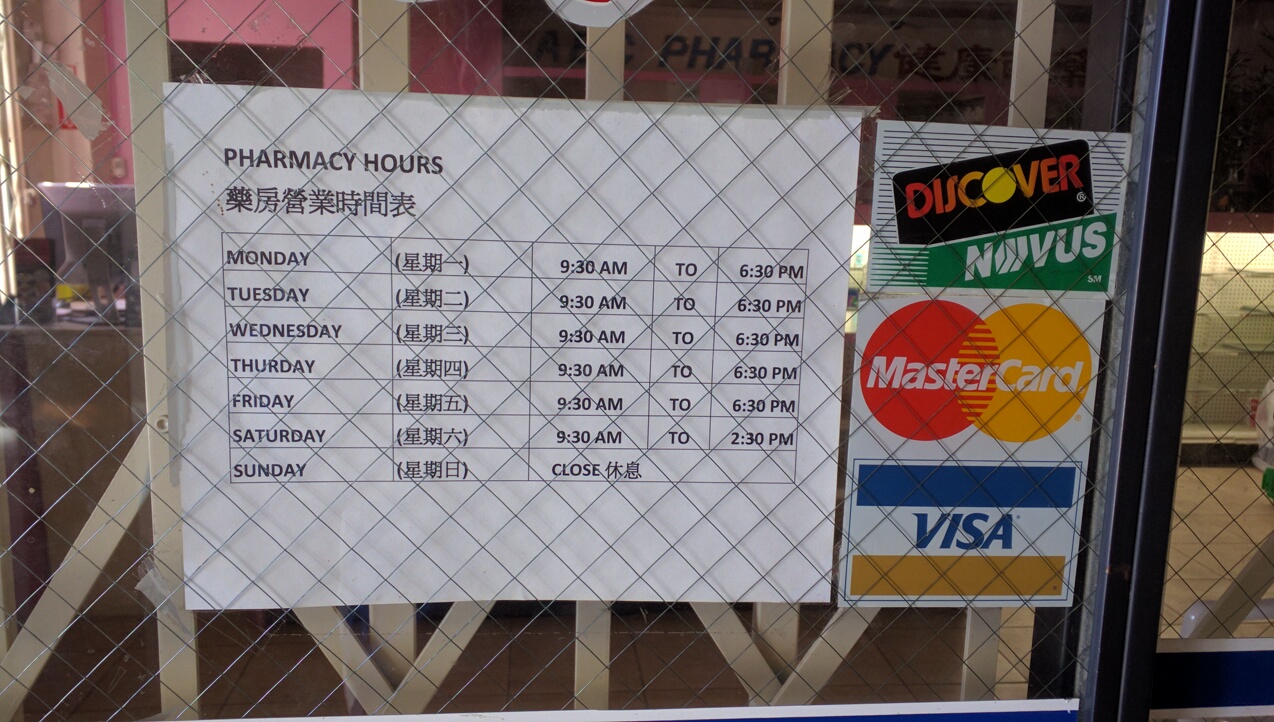 PHARMACY
PHARMACY HOURS
藥房營業時間表
MONDAY (星期一) 9:30 AM TO 6:30 PM
TUESDAY (星期二) 9:30 AM TO 6:30 PM
WEDNESDAY (星期三) 9:30 AM TO 6:30 PM
THURSDAY (星期四) 9:30 AM TO 6:30 PM
FRIDAY (星期五) 9:30 AM TO 6:30 PM
SATURDAY (星期六) 9:30 AM TO 2:30 PM
SUNDAY (星期日) CLOSE 休息
DISCOVER®
NOVUS SM
MasterCard®
VISA